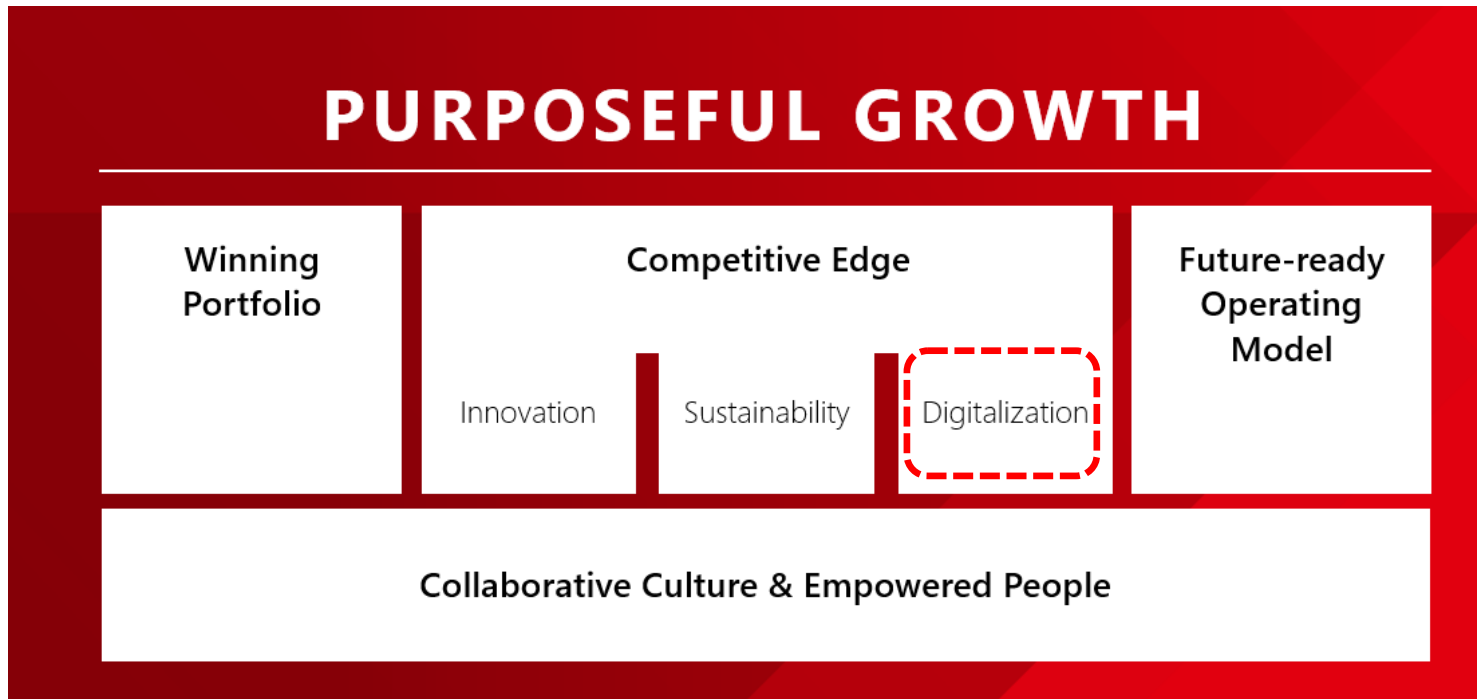 PURPOSEFUL GROWTH
Winning
Portfolio
Competitive Edge
Innovation
Sustainability
Digitalization
Future-ready
Operating
Model
Collaborative Culture & Empowered People